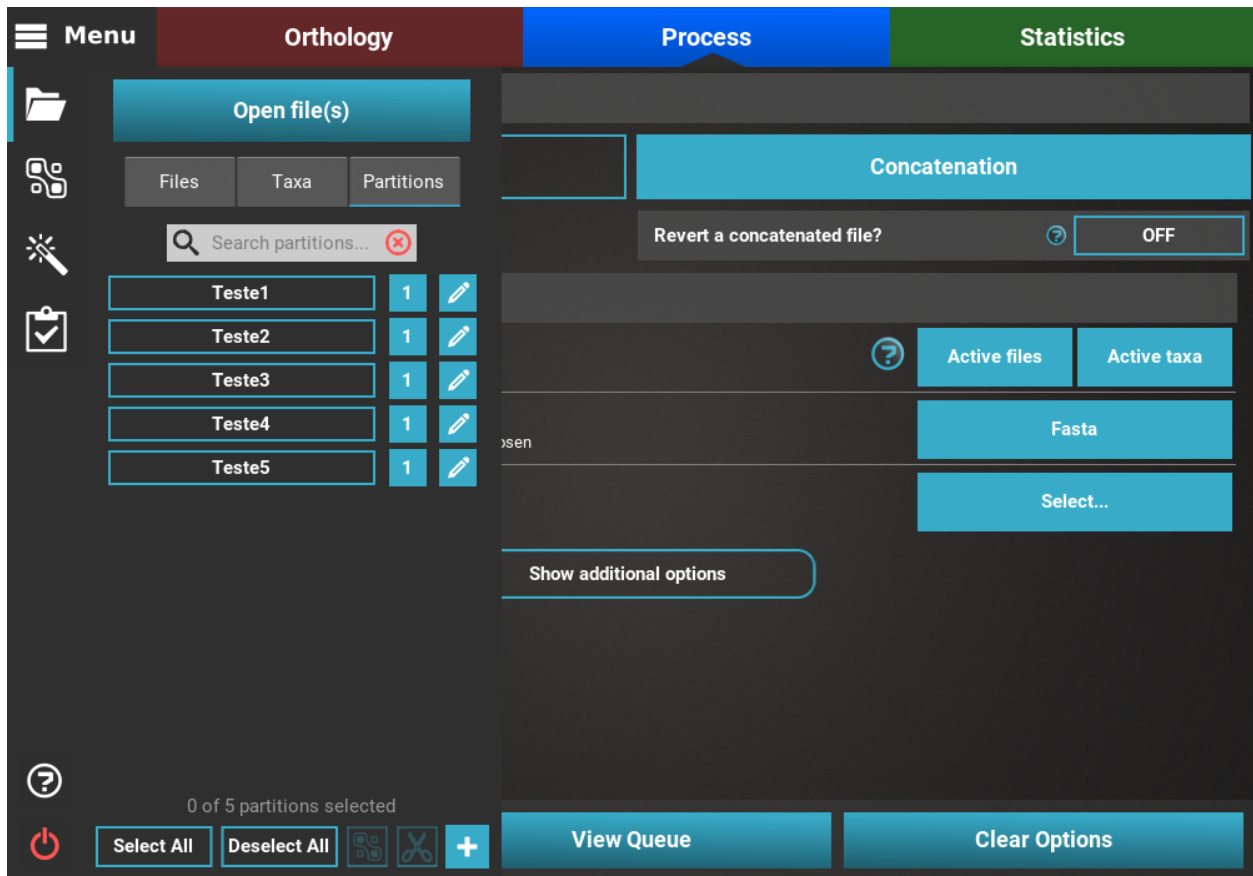 Menu
Orthology
Process
Statistics
Open file(s)
Files
Taxa
Partitions
Search partitions...
Concatenation
Revert a concatenated file?
?
OFF
Teste1
1
Teste2
1
Teste3
1
Teste4
1
Teste5
1
?
Active files
Active taxa
Fasta
Select...
Show additional options
?
0 of 5 partitions selected
Select All
Deselect All
+
View Queue
Clear Options